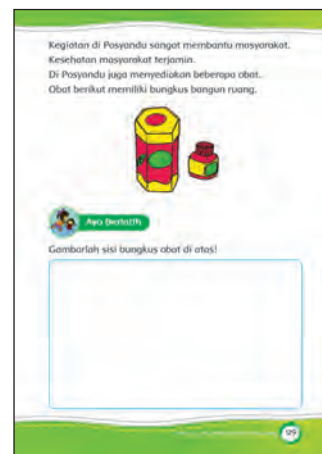 Kegiatan di Posyandu sangat membantu masyarakat.
Kesehatan masyarakat terjamin.
Di Posyandu juga menyediakan beberapa obat.
Obat berikut memiliki bungkus bangun ruang.
Ayo Berlatih
Gambarlah sisi bungkus obat di atas!